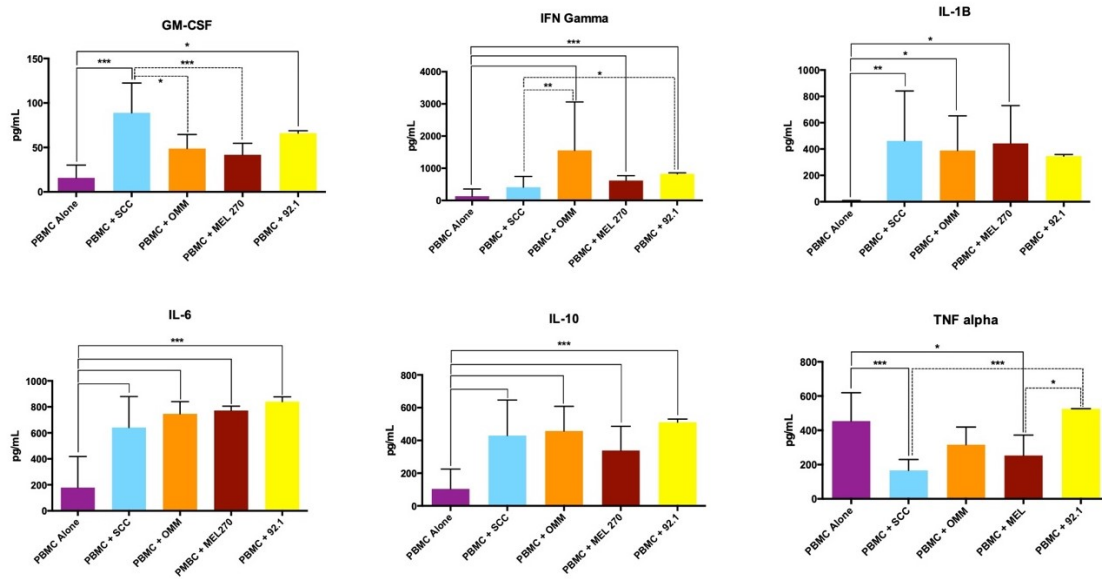 GM-CSF
*
***
***
*
150
100
50
0
pg/mL
PBMC Alone
PBMC + SCC
PBMC + OMM
PBMC + MEL 270
PBMC + 92.1
IFN Gamma
***
*
**
4000
3000
2000
1000
0
pg/mL
PBMC Alone
PBMC + SCC
PBMC + OMM
PBMC + MEL 270
PBMC + 92.1
IL-1B
*
*
**
1000
800
600
400
200
0
pg/mL
PBMC Alone
PBMC + SCC
PBMC + OMM
PBMC + MEL 270
PBMC + 92.1
IL-6
***
1000
800
600
400
200
0
pg/mL
PBMC Alone
PBMC + SCC
PBMC + OMM
PMBC + MEL270
PBMC + 92.1
IL-10
***
800
600
400
200
0
pg/mL
PBMC Alone
PBMC + SCC
PBMC + OMM
PBMC + MEL 270
PBMC + 92.1
TNF alpha
*
***
***
*
800
600
400
200
0
pg/mL
PBMC Alone
PBMC + SCC
PBMC + OMM
PBMC + MEL
PBMC + 92.1